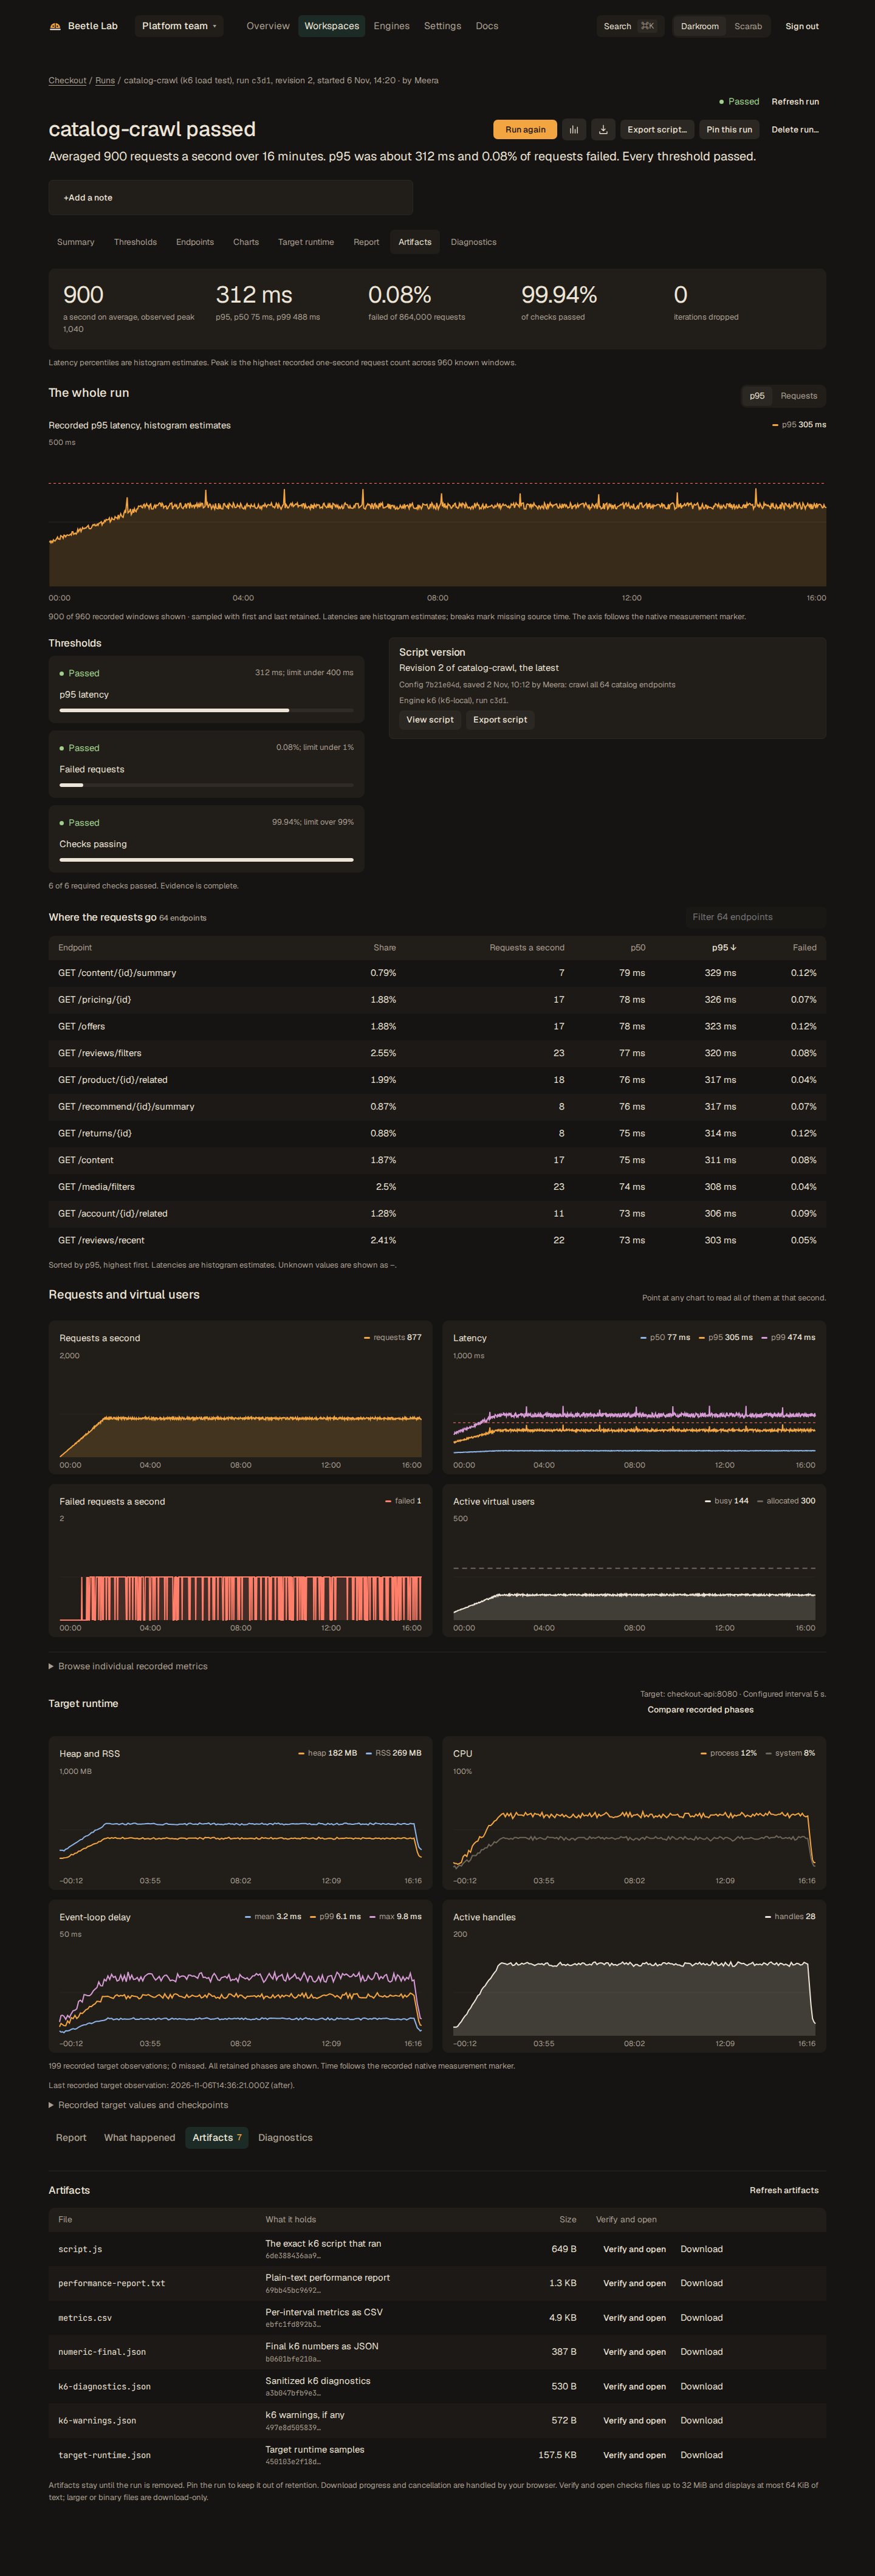 Beetle Lab
Platform team
Overview
Workspaces
Engines
Settings
Docs
Search ⌘K
Darkroom
Scarab
Sign out
Checkout / Runs / catalog-crawl (k6 load test), run c3d1, revision 2, started 6 Nov, 14:20 · by Meera
Passed
Refresh run
catalog-crawl passed
Run again
Export script…
Pin this run
Delete run…
Averaged 900 requests a second over 16 minutes. p95 was about 312 ms and 0.08% of requests failed. Every threshold passed.
+Add a note
Summary
Thresholds
Endpoints
Charts
Target runtime
Report
Artifacts
Diagnostics
900
a second on average, observed peak
1,040
312 ms
p95, p50 75 ms, p99 488 ms
0.08%
failed of 864,000 requests
99.94%
of checks passed
0
iterations dropped
Latency percentiles are histogram estimates. Peak is the highest recorded one-second request count across 960 known windows.
The whole run
p95
Requests
Recorded p95 latency, histogram estimates
p95 305 ms
500 ms
00:00
04:00
08:00
12:00
16:00
900 of 960 recorded windows shown · sampled with first and last retained. Latencies are histogram estimates; breaks mark missing source time. The axis follows the native measurement marker.
Thresholds
Passed
312 ms; limit under 400 ms
p95 latency
Passed
0.08%; limit under 1%
Failed requests
Passed
99.94%; limit over 99%
Checks passing
6 of 6 required checks passed. Evidence is complete.
Script version
Revision 2 of catalog-crawl, the latest
Config 7b21e04d, saved 2 Nov, 10:12 by Meera: crawl all 64 catalog endpoints
Engine k6 (k6-local), run c3d1.
View script
Export script
Where the requests go 64 endpoints
Filter 64 endpoints
Endpoint Share Requests a second p50 p95 ↓ Failed
GET /content/{id}/summary 0.79% 7 79 ms 329 ms 0.12%
GET /pricing/{id} 1.88% 17 78 ms 326 ms 0.07%
GET /offers 1.88% 17 78 ms 323 ms 0.12%
GET /reviews/filters 2.55% 23 77 ms 320 ms 0.08%
GET /product/{id}/related 1.99% 18 76 ms 317 ms 0.04%
GET /recommend/{id}/summary 0.87% 8 76 ms 317 ms 0.07%
GET /returns/{id} 0.88% 8 75 ms 314 ms 0.12%
GET /content 1.87% 17 75 ms 311 ms 0.08%
GET /media/filters 2.5% 23 74 ms 308 ms 0.04%
GET /account/{id}/related 1.28% 11 73 ms 306 ms 0.09%
GET /reviews/recent 2.41% 22 73 ms 303 ms 0.05%
Sorted by p95, highest first. Latencies are histogram estimates. Unknown values are shown as –.
Requests and virtual users
Point at any chart to read all of them at that second.
Requests a second
requests 877
2,000
00:00 04:00 08:00 12:00 16:00
Latency
p50 77 ms p95 305 ms p99 474 ms
1,000 ms
00:00 04:00 08:00 12:00 16:00
Failed requests a second
failed 1
2
00:00 04:00 08:00 12:00 16:00
Active virtual users
busy 144 allocated 300
500
00:00 04:00 08:00 12:00 16:00
Browse individual recorded metrics
Target runtime
Target: checkout-api:8080 · Configured interval 5 s.
Compare recorded phases
Heap and RSS
heap 182 MB RSS 269 MB
1,000 MB
−00:12 03:55 08:02 12:09 16:16
CPU
process 12% system 8%
100%
−00:12 03:55 08:02 12:09 16:16
Event-loop delay
mean 3.2 ms p99 6.1 ms max 9.8 ms
50 ms
−00:12 03:55 08:02 12:09 16:16
Active handles
handles 28
200
−00:12 03:55 08:02 12:09 16:16
199 recorded target observations; 0 missed. All retained phases are shown. Time follows the recorded native measurement marker.
Last recorded target observation: 2026-11-06T14:36:21.000Z (after).
Recorded target values and checkpoints
Report
What happened
Artifacts 7
Diagnostics
Artifacts
Refresh artifacts
File What it holds Size Verify and open
script.js The exact k6 script that ran 649 B Verify and open Download
6de388436aa9…
performance-report.txt Plain-text performance report 1.3 KB Verify and open Download
69bb45bc9692…
metrics.csv Per-interval metrics as CSV 4.9 KB Verify and open Download
ebfc1fd892b3…
numeric-final.json Final k6 numbers as JSON 387 B Verify and open Download
b0601bfe210a…
k6-diagnostics.json Sanitized k6 diagnostics 530 B Verify and open Download
a3b047bfb9e3…
k6-warnings.json k6 warnings, if any 572 B Verify and open Download
497e8d505839…
target-runtime.json Target runtime samples 157.5 KB Verify and open Download
450103e2f18d…
Artifacts stay until the run is removed. Pin the run to keep it out of retention. Download progress and cancellation are handled by your browser. Verify and open checks files up to 32 MiB and displays at most 64 KiB of
text; larger or binary files are download-only.